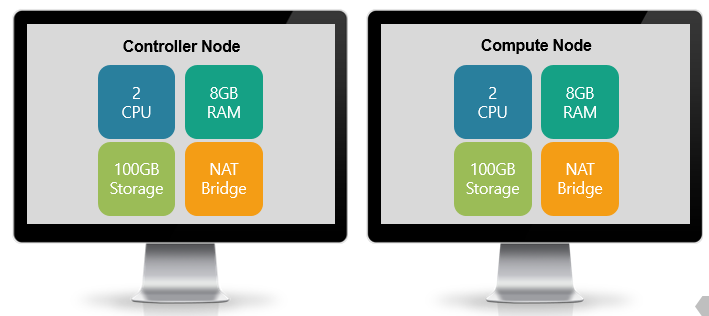 Controller Node
2
CPU
8GB
RAM
100GB
Storage
NAT
Bridge
Compute Node
2
CPU
8GB
RAM
100GB
Storage
NAT
Bridge